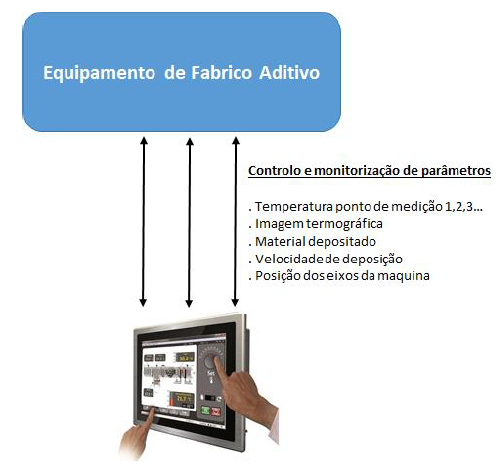 Equipamento de Fabrico Aditivo
Controlo e monitorização de parâmetros
. Temperatura ponto de medição 1,2,3...
. Imagem termográfica
. Material depositado
. Velocidade de deposição
. Posição dos eixos da maquina
Set